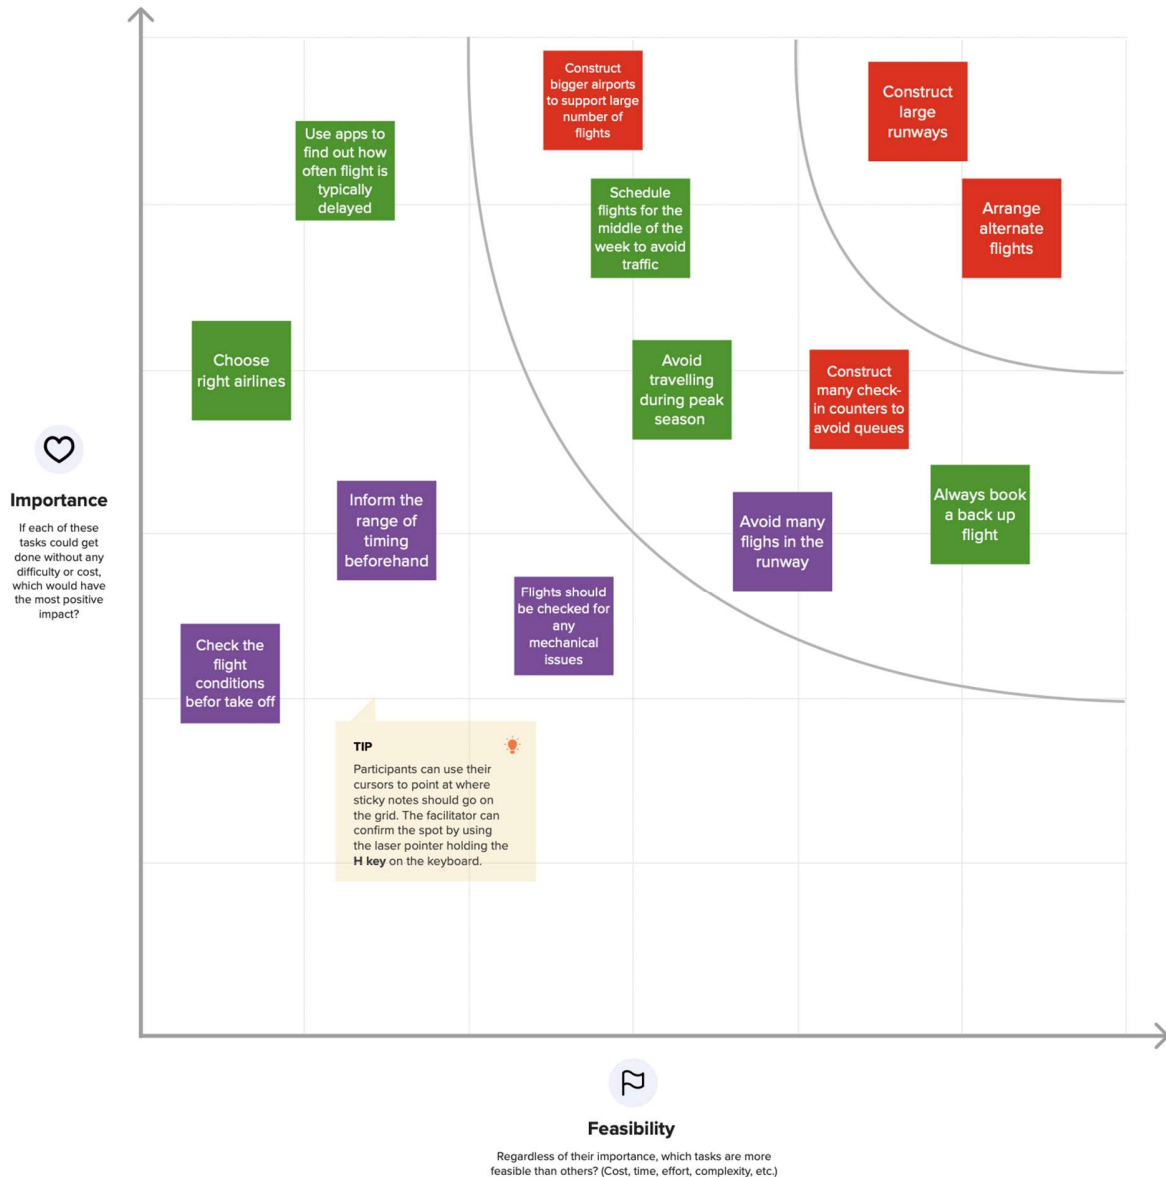 Construct
bigger airports
to support large
number of
flights
Construct
large
runways
Use apps to
find out how
often flight is
typically
delayed
Schedule
flights for the
middle of the
week to avoid
traffic
Arrange
alternate
flights
Choose
right airlines
Avoid
travelling
during peak
season
Construct
many check-
in counters to
avoid queues
Importance
If each of these
tasks could get
done without any
difficulty or cost,
which would have
the most positive
impact?
Inform the
range of
timing
beforehand
Avoid many
flighs in the
runway
Always book
a back up
flight
Flights should
be checked for
any
mechanical
issues
Check the
flight
conditions
befor take off
TIP
Participants can use their
cursors to point at where
sticky notes should go on
the grid. The facilitator can
confirm the spot by using
the laser pointer holding the
H key on the keyboard.
Feasibility
Regardless of their importance, which tasks are more
feasible than others? (Cost, time, effort, complexity, etc.)